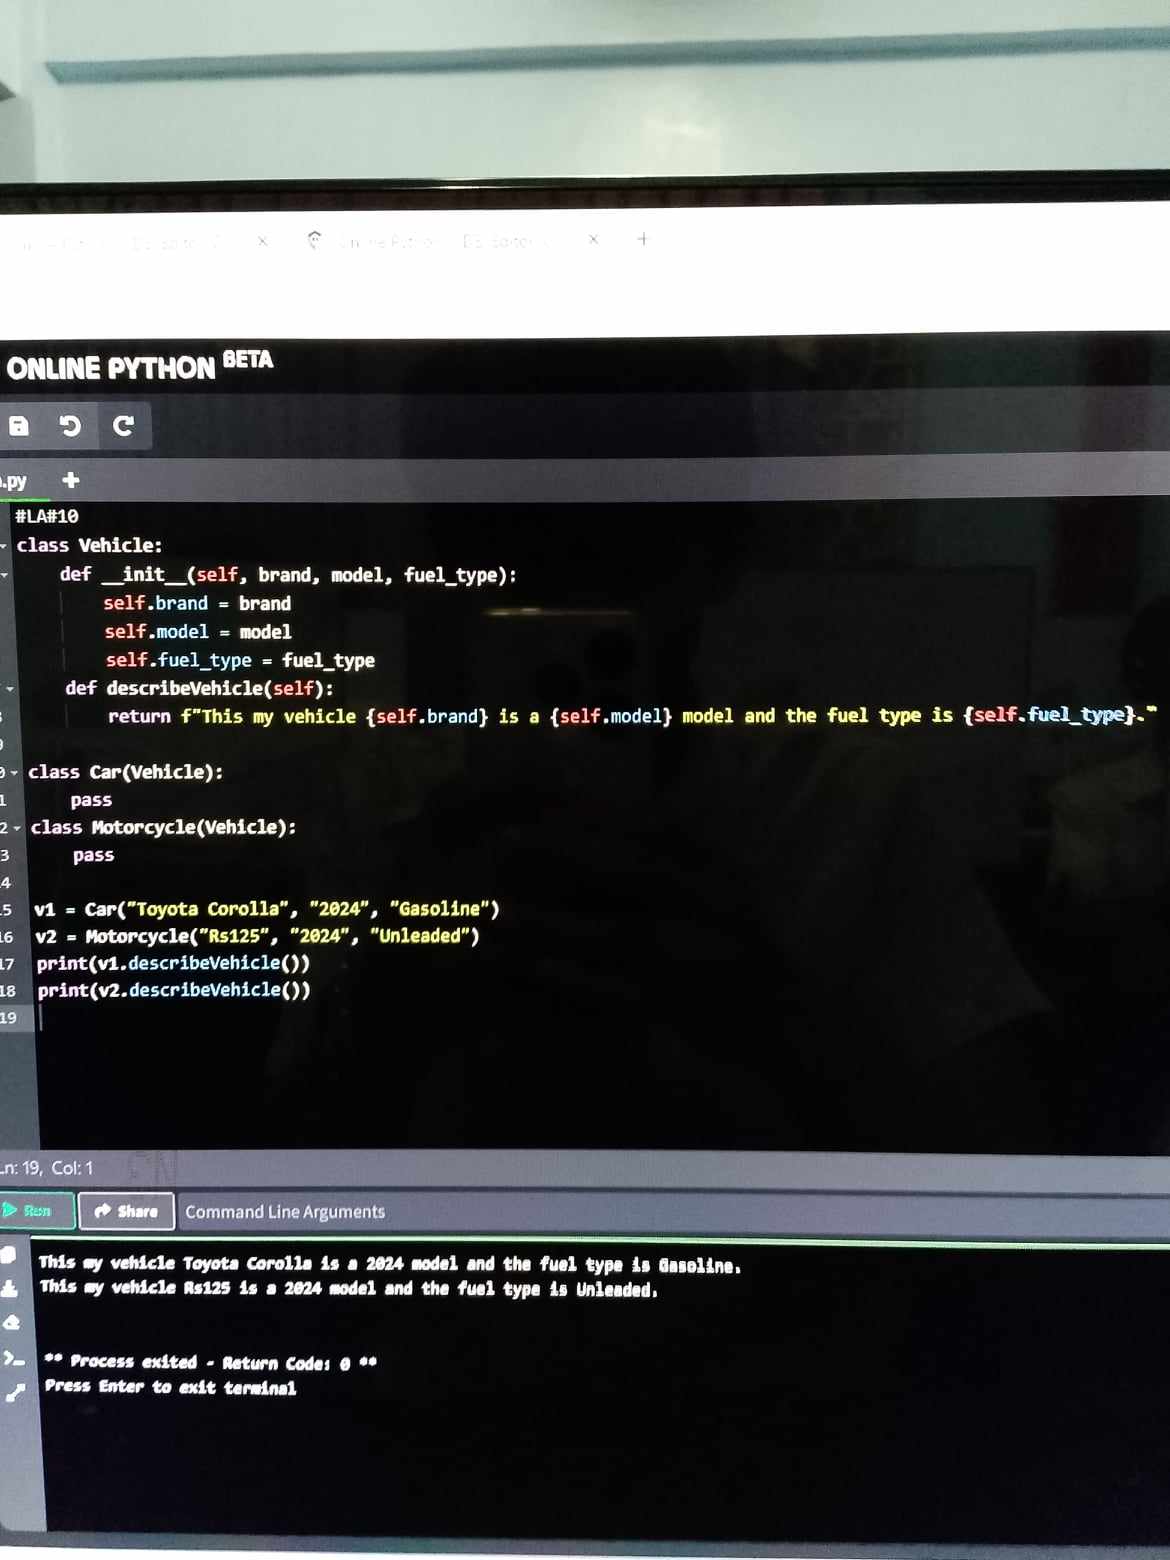 ONLINE PYTHON BETA
.py
#LA#10
class Vehicle:
def __init__(self, brand, model, fuel_type):
self.brand = brand
self.model = model
self.fuel_type = fuel_type
def describeVehicle(self):
return f"This my vehicle {self.brand} is a {self.model} model and the fuel type is {self.fuel_type}."
class Car(Vehicle):
pass
class Motorcycle(Vehicle):
pass
15 v1 = Car("Toyota Corolla", "2024", "Gasoline")
16 v2 = Motorcycle("Rs125", "2024", "Unleaded")
17 print(v1.describeVehicle())
18 print(v2.describeVehicle())
19
Ln: 19, Col: 1
Run Share Command Line Arguments
This my vehicle Toyota Corolla is a 2024 model and the fuel type is Gasoline.
This my vehicle Rs125 is a 2024 model and the fuel type is Unleaded.
** Process exited - Return Code: 0 **
Press Enter to exit terminal